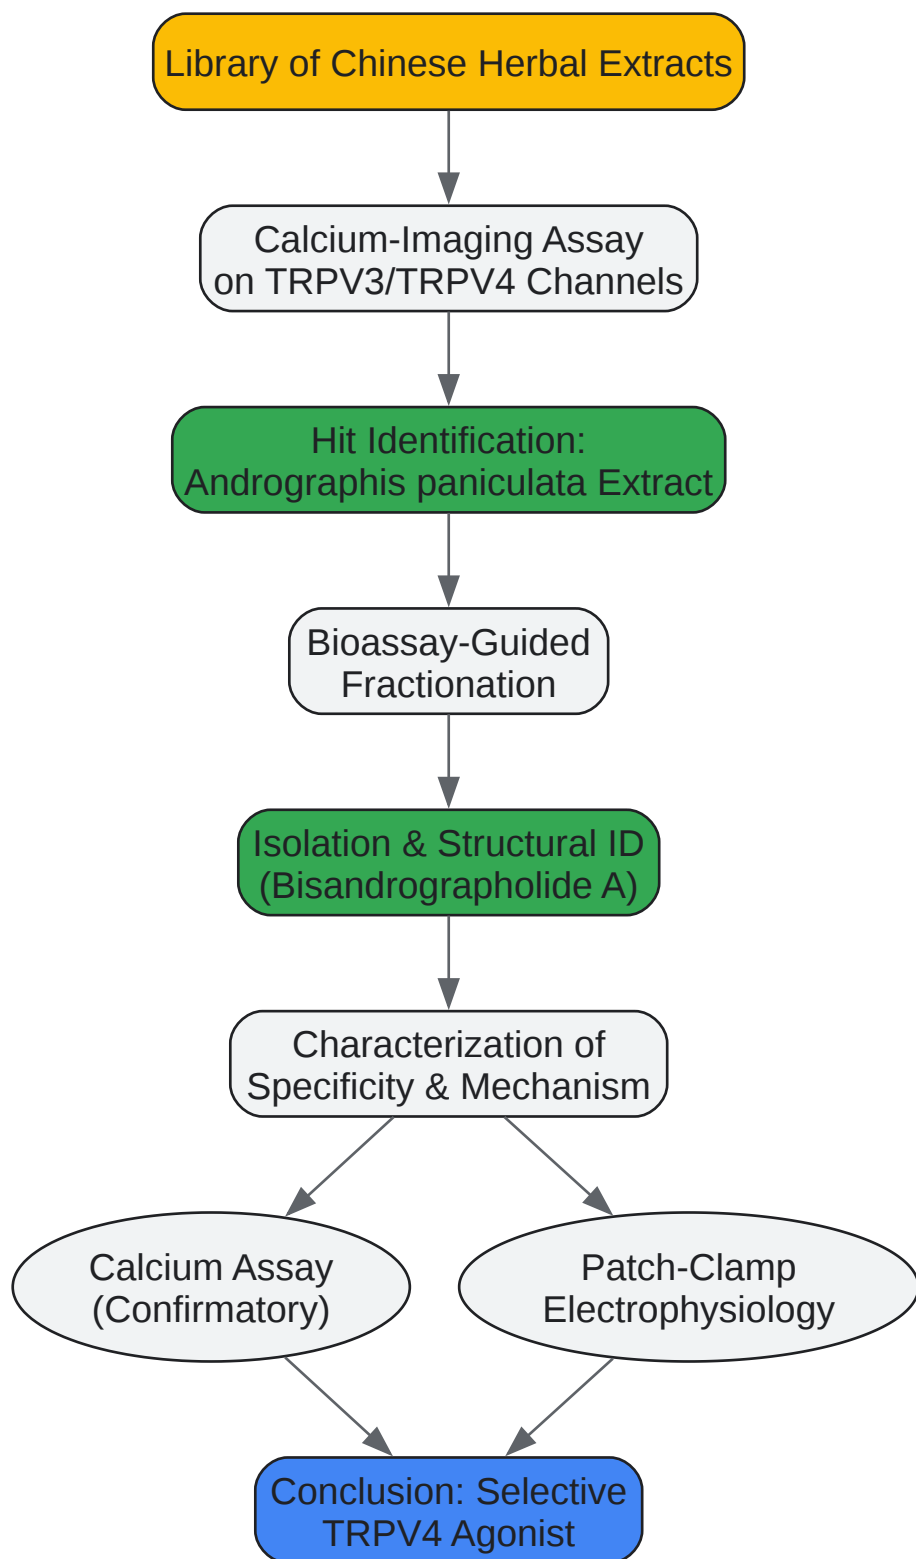 Library of Chinese Herbal Extracts
Calcium-Imaging Assay
on TRPV3/TRPV4 Channels
Hit Identification:
Andrographis paniculata Extract
Bioassay-Guided
Fractionation
Isolation & Structural ID
(Bisandrographolide A)
Characterization of
Specificity & Mechanism
Calcium Assay
(Confirmatory)
Patch-Clamp
Electrophysiology
Conclusion: Selective
TRPV4 Agonist